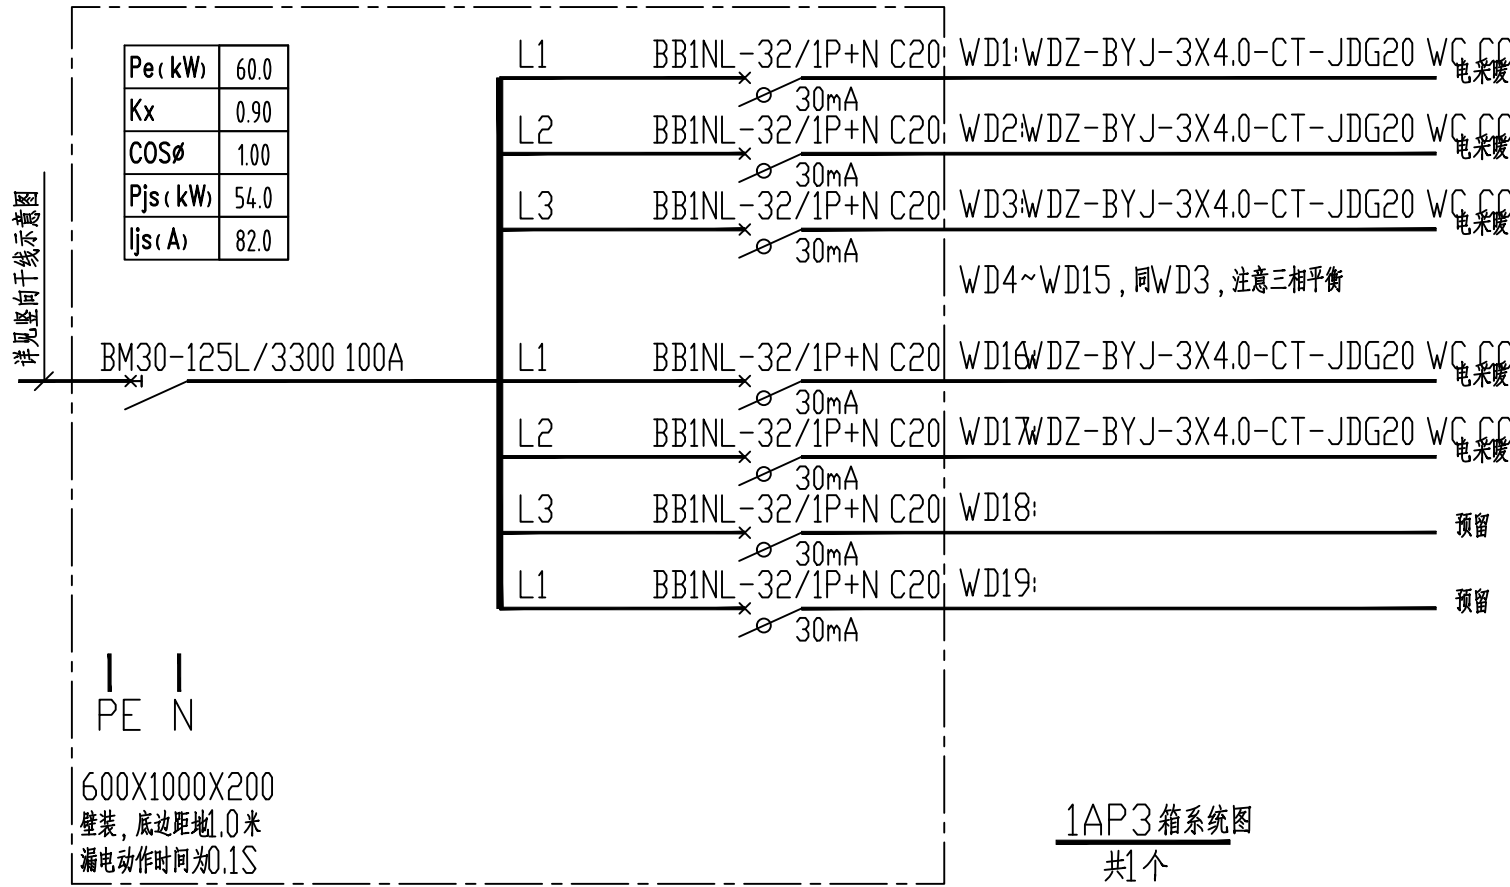 Pe(kW) 60.0
Kx 0.90
COSø 1.00
Pjs(kW) 54.0
Ijs(A) 82.0
详见竖向干线示意图
BM30-125L/3300 100A
L1 BB1NL-32/1P+N C20 WD1:WDZ-BYJ-3X4.0-CT-JDG20 WC CC
30mA 电采暖
L2 BB1NL-32/1P+N C20 WD2:WDZ-BYJ-3X4.0-CT-JDG20 WC CC
30mA 电采暖
L3 BB1NL-32/1P+N C20 WD3:WDZ-BYJ-3X4.0-CT-JDG20 WC CC
30mA 电采暖
WD4~WD15,同WD3,注意三相平衡
L1 BB1NL-32/1P+N C20 WD16:WDZ-BYJ-3X4.0-CT-JDG20 WC CC
30mA 电采暖
L2 BB1NL-32/1P+N C20 WD17:WDZ-BYJ-3X4.0-CT-JDG20 WC CC
30mA 电采暖
L3 BB1NL-32/1P+N C20 WD18:
30mA 预留
L1 BB1NL-32/1P+N C20 WD19:
30mA 预留
PE N
600X1000X200
壁装,底边距地1.0米
漏电动作时间为0.1S
1AP3箱系统图
共1个